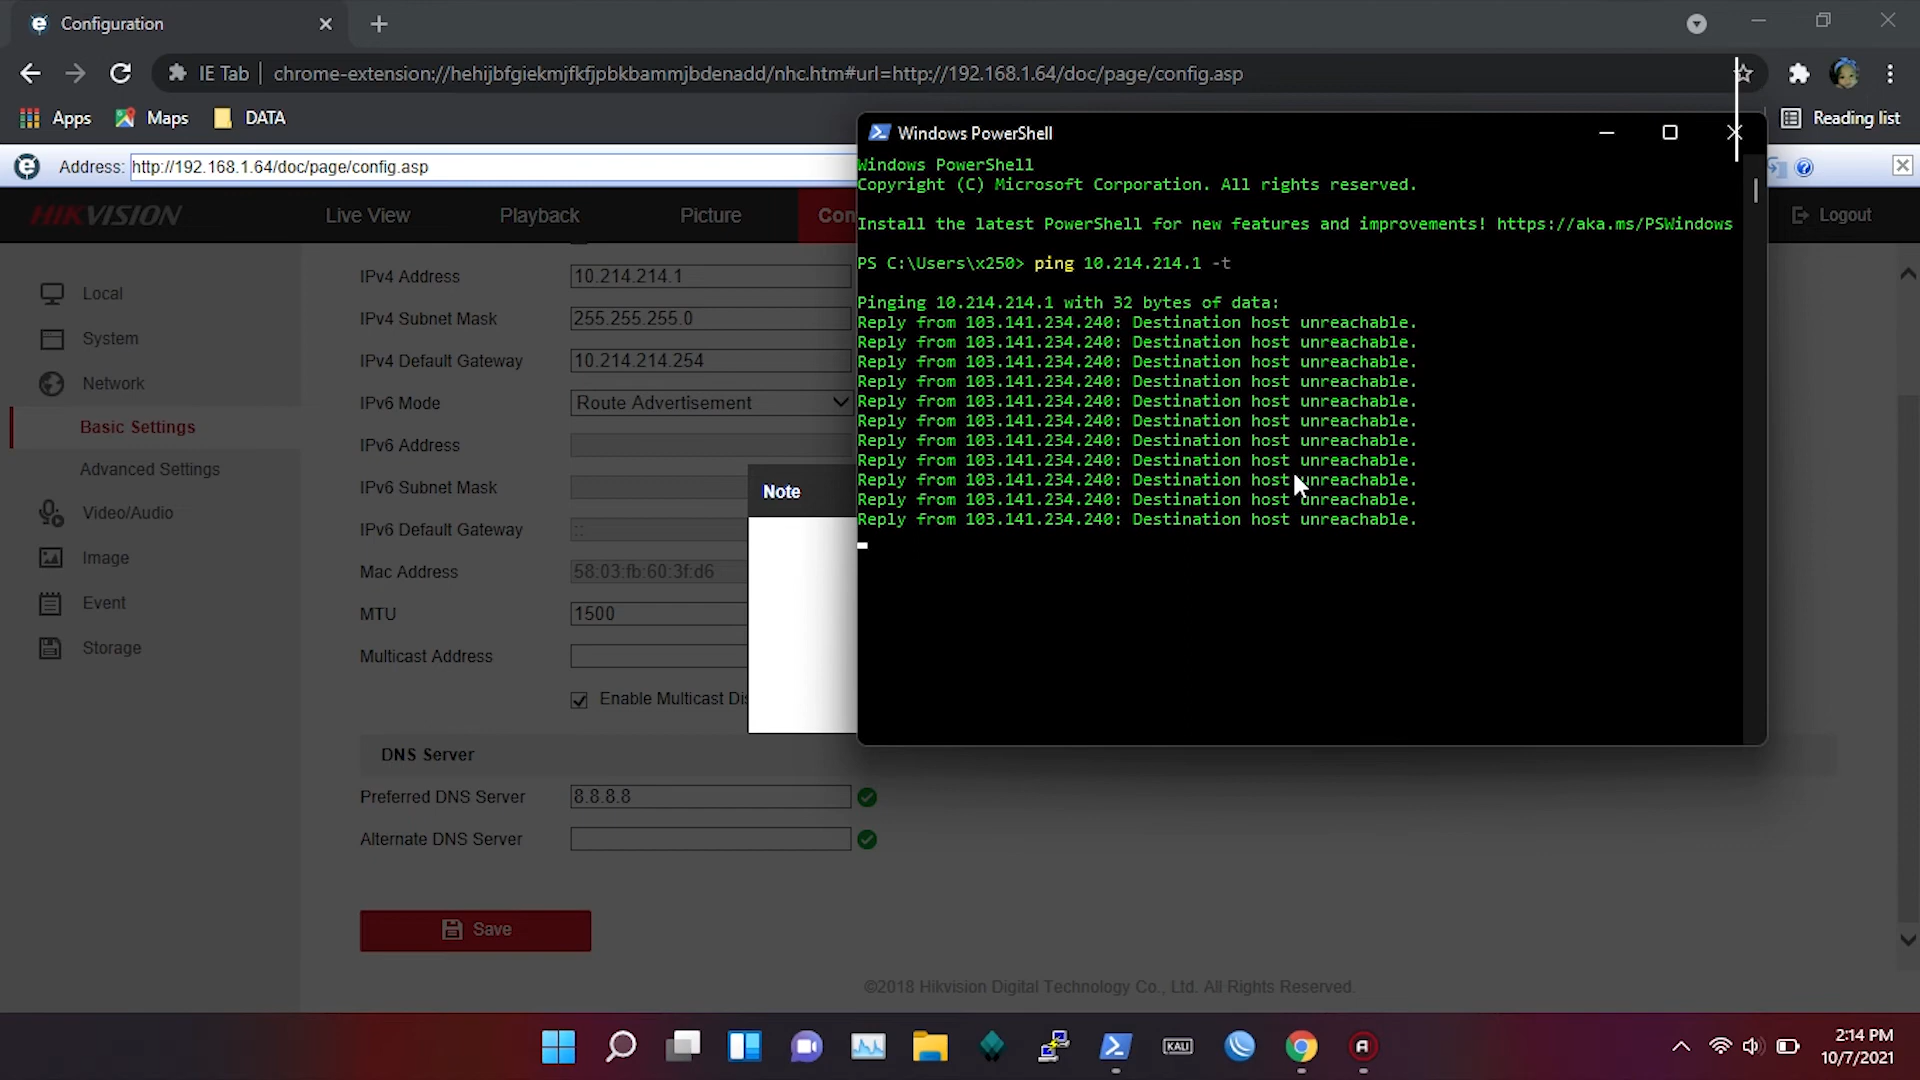 Configuration
IE Tab
chrome-extension://hehijbfgiekmjfkfjpbkbammjbdenadd/nhc.htm#url=http://192.168.1.64/doc/page/config.asp
Apps
Maps
DATA
Reading list
Address:
http://192.168.1.64/doc/page/config.asp
HIKVISION
Live View
Playback
Picture
Con
Logout
Local
System
Network
Basic Settings
Advanced Settings
Video/Audio
Image
Event
Storage
IPv4 Address
10.214.214.1
IPv4 Subnet Mask
255.255.255.0
IPv4 Default Gateway
10.214.214.254
IPv6 Mode
Route Advertisement
IPv6 Address
IPv6 Subnet Mask
IPv6 Default Gateway
::
Mac Address
58:03:fb:60:3f:d6
MTU
1500
Multicast Address
Enable Multicast Dis
Note
DNS Server
Preferred DNS Server
8.8.8.8
Alternate DNS Server
Save
©2018 Hikvision Digital Technology Co., Ltd. All Rights Reserved.
Windows PowerShell
Windows PowerShell
Copyright (C) Microsoft Corporation. All rights reserved.
Install the latest PowerShell for new features and improvements! https://aka.ms/PSWindows
PS C:\Users\x250> ping 10.214.214.1 -t
Pinging 10.214.214.1 with 32 bytes of data:
Reply from 103.141.234.240: Destination host unreachable.
Reply from 103.141.234.240: Destination host unreachable.
Reply from 103.141.234.240: Destination host unreachable.
Reply from 103.141.234.240: Destination host unreachable.
Reply from 103.141.234.240: Destination host unreachable.
Reply from 103.141.234.240: Destination host unreachable.
Reply from 103.141.234.240: Destination host unreachable.
Reply from 103.141.234.240: Destination host unreachable.
Reply from 103.141.234.240: Destination host unreachable.
Reply from 103.141.234.240: Destination host unreachable.
Reply from 103.141.234.240: Destination host unreachable.
KALI
2:14 PM
10/7/2021